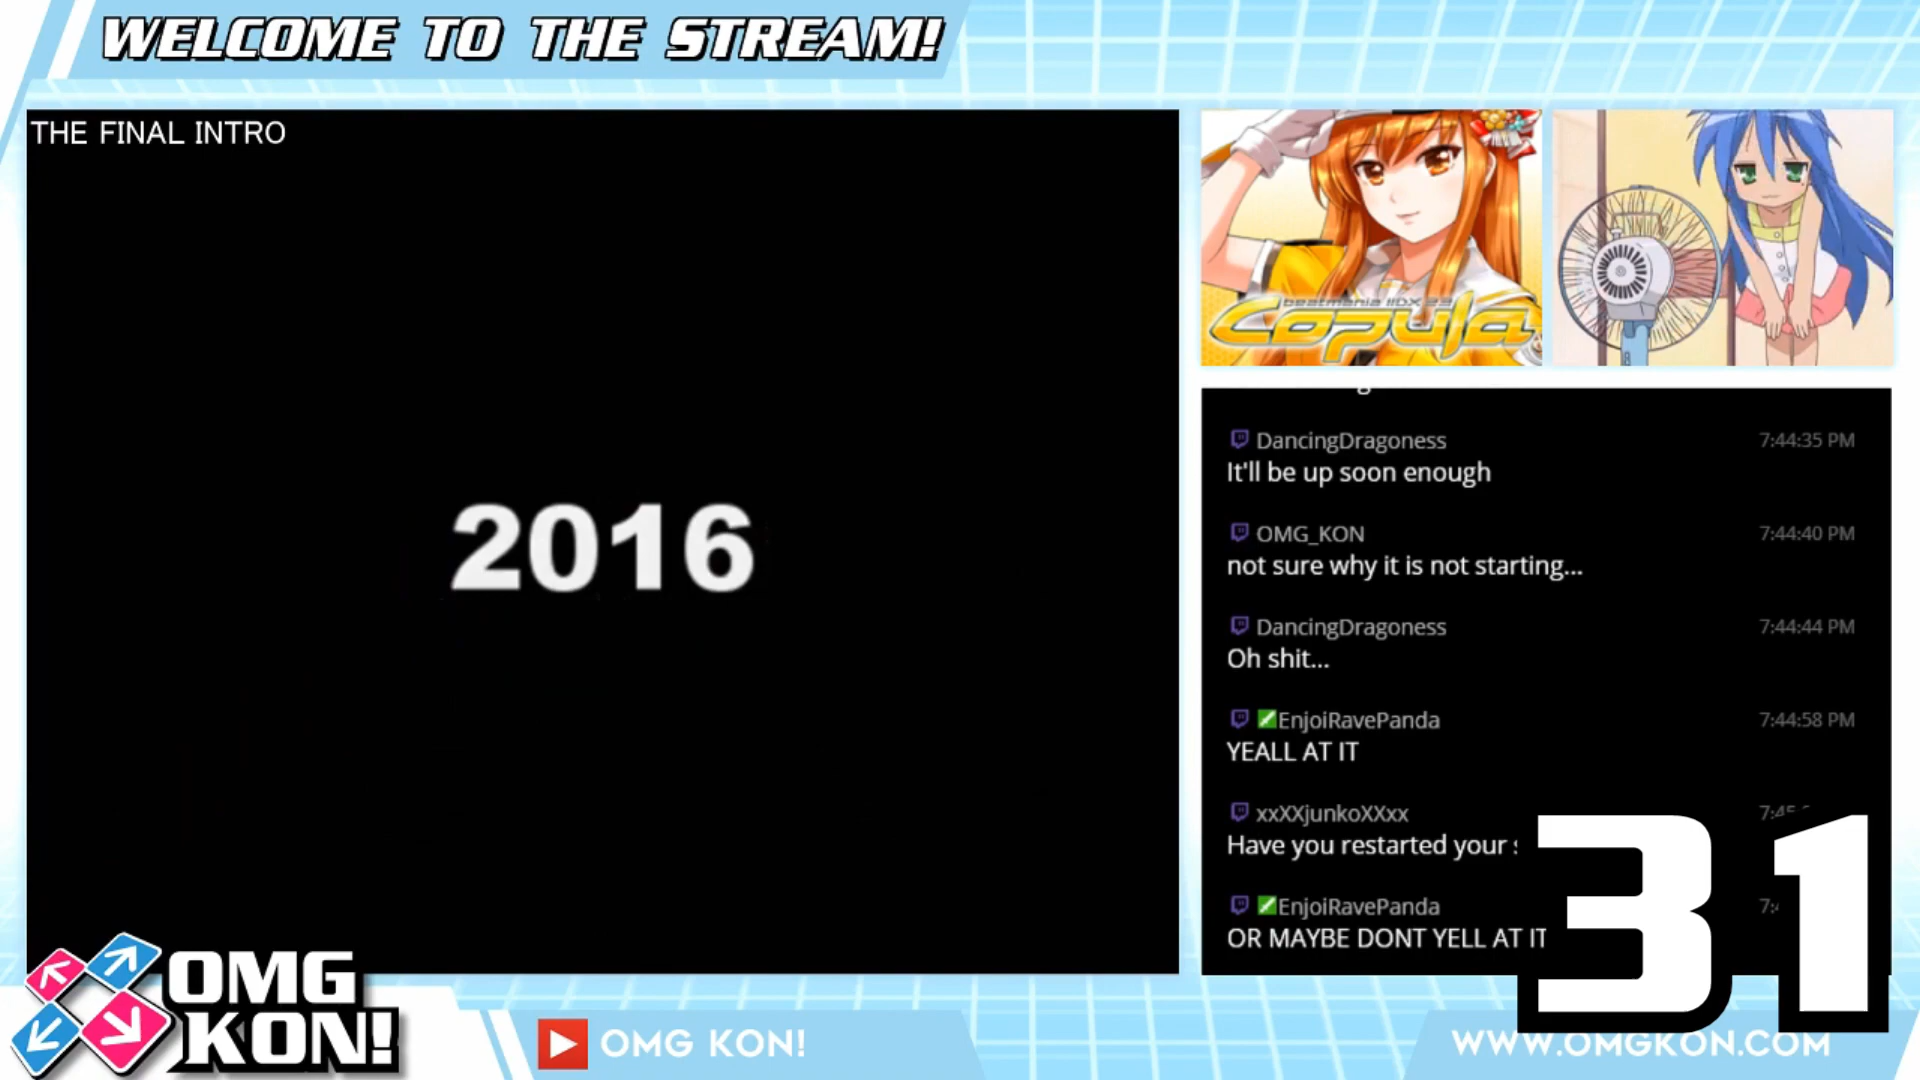 WELCOME TO THE STREAM!
THE FINAL INTRO
2016
beatmania IIDX 23
copula
DancingDragoness 7:44:35 PM
It'll be up soon enough
OMG_KON 7:44:40 PM
not sure why it is not starting...
DancingDragoness 7:44:44 PM
Oh shit...
EnjoiRavePanda 7:44:58 PM
YEALL AT IT
xxXXjunkoXXxx
Have you restarted your
EnjoiRavePanda
OR MAYBE DONT YELL AT IT
31
OMG
KON!
OMG KON!
WWW.OMGKON.COM